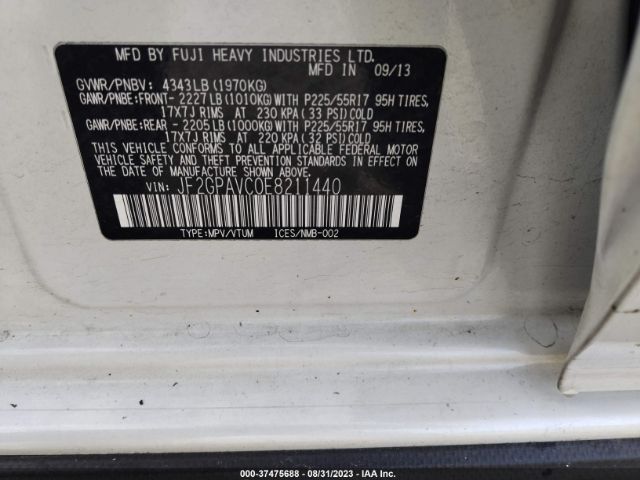 MFD BY FUJI HEAVY INDUSTRIES LTD.
MFD IN 09/13
GVWR/PNBV: 4343LB(1970KG)
GAWR/PNBE:FRONT-2227LB(1010KG)WITH P225/55R17 95H TIRES,
17X7J RIMS AT 230 KPA(33 PSI)COLD
GAWR/PNBE:REAR -2205LB(1000KG)WITH P225/55R17 95H TIRES,
17X7J RIMS AT 220 KPA(32 PSI)COLD
THIS VEHICLE CONFORMS TO ALL APPLICABLE FEDERAL MOTOR
VEHICLE SAFETY AND THEFT PREVENTION STANDARDS IN EFFECT
ON THE DATE OF MANUFACTURE SHOWN ABOVE.
VIN: JF2GPAVC0E8211440
TYPE:MPV/VTUM ICES/NMB-002
000-37475688 - 08/31/2023 - IAA Inc.